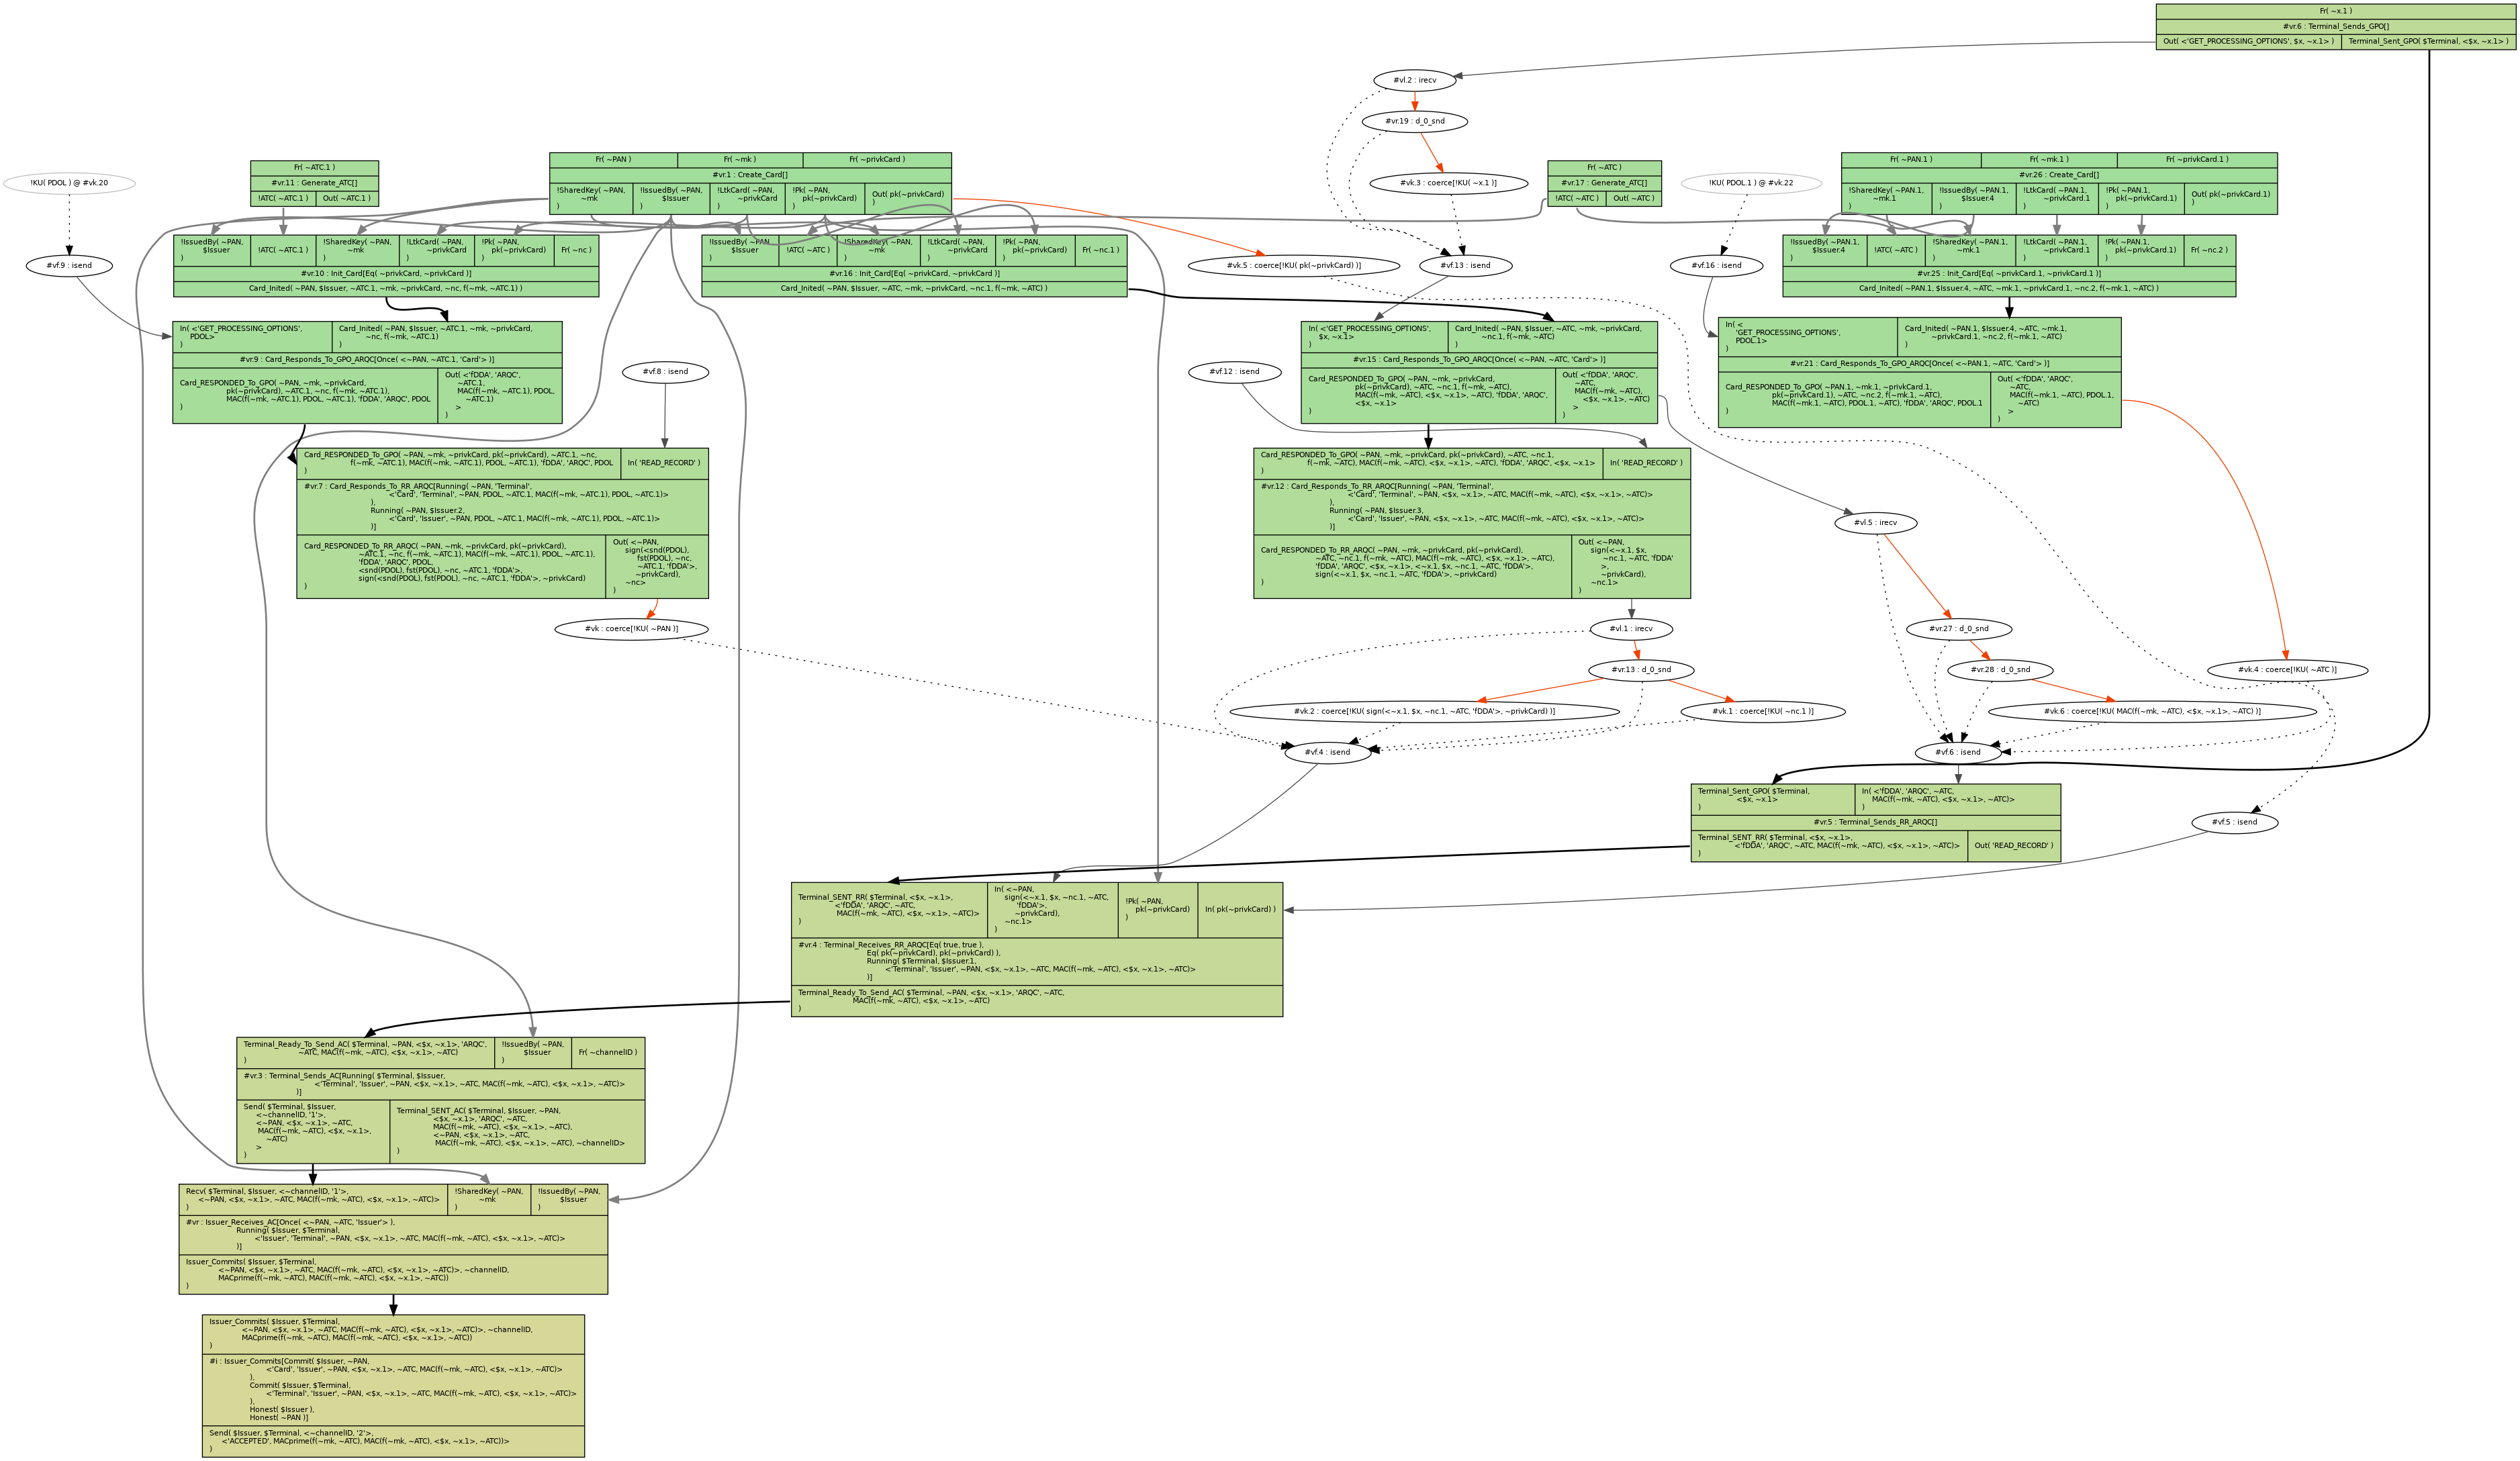 Fr( ~x.1 )
#vr.6 : Terminal_Sends_GPO[]
Out( <'GET_PROCESSING_OPTIONS', $x, ~x.1> )
Terminal_Sent_GPO( $Terminal, <$x, ~x.1> )
#vl.2 : irecv
#vr.19 : d_0_snd
#vk.3 : coerce[!KU( ~x.1 )]
!KU( PDOL ) @ #vk.20
#vf.9 : isend
Fr( ~ATC.1 )
#vr.11 : Generate_ATC[]
!ATC( ~ATC.1 )
Out( ~ATC.1 )
Fr( ~PAN )
Fr( ~mk )
Fr( ~privkCard )
#vr.1 : Create_Card[]
!SharedKey( ~PAN,
~mk
)
!IssuedBy( ~PAN,
$Issuer
)
!LtkCard( ~PAN,
~privkCard
)
!Pk( ~PAN,
pk(~privkCard)
)
Out( pk(~privkCard)
)
Fr( ~ATC )
#vr.17 : Generate_ATC[]
!ATC( ~ATC )
Out( ~ATC )
!KU( PDOL.1 ) @ #vk.22
#vf.16 : isend
Fr( ~PAN.1 )
Fr( ~mk.1 )
Fr( ~privkCard.1 )
#vr.26 : Create_Card[]
!SharedKey( ~PAN.1,
~mk.1
)
!IssuedBy( ~PAN.1,
$Issuer.4
)
!LtkCard( ~PAN.1,
~privkCard.1
)
!Pk( ~PAN.1,
pk(~privkCard.1)
)
Out( pk(~privkCard.1)
)
!IssuedBy( ~PAN,
$Issuer
)
!ATC( ~ATC.1 )
!SharedKey( ~PAN,
~mk
)
!LtkCard( ~PAN,
~privkCard
)
!Pk( ~PAN,
pk(~privkCard)
)
Fr( ~nc )
#vr.10 : Init_Card[Eq( ~privkCard, ~privkCard )]
Card_Inited( ~PAN, $Issuer, ~ATC.1, ~mk, ~privkCard, ~nc, f(~mk, ~ATC.1) )
!IssuedBy( ~PAN,
$Issuer
)
!ATC( ~ATC )
!SharedKey( ~PAN,
~mk
)
!LtkCard( ~PAN,
~privkCard
)
!Pk( ~PAN,
pk(~privkCard)
)
Fr( ~nc.1 )
#vr.16 : Init_Card[Eq( ~privkCard, ~privkCard )]
Card_Inited( ~PAN, $Issuer, ~ATC, ~mk, ~privkCard, ~nc.1, f(~mk, ~ATC) )
#vk.5 : coerce[!KU( pk(~privkCard) )]
#vf.13 : isend
!IssuedBy( ~PAN.1,
$Issuer.4
)
!ATC( ~ATC )
!SharedKey( ~PAN.1,
~mk.1
)
!LtkCard( ~PAN.1,
~privkCard.1
)
!Pk( ~PAN.1,
pk(~privkCard.1)
)
Fr( ~nc.2 )
#vr.25 : Init_Card[Eq( ~privkCard.1, ~privkCard.1 )]
Card_Inited( ~PAN.1, $Issuer.4, ~ATC, ~mk.1, ~privkCard.1, ~nc.2, f(~mk.1, ~ATC) )
In( <'GET_PROCESSING_OPTIONS',
PDOL>
)
Card_Inited( ~PAN, $Issuer, ~ATC.1, ~mk, ~privkCard,
~nc, f(~mk, ~ATC.1)
)
#vr.9 : Card_Responds_To_GPO_ARQC[Once( <~PAN, ~ATC.1, 'Card'> )]
Card_RESPONDED_To_GPO( ~PAN, ~mk, ~privkCard,
pk(~privkCard), ~ATC.1, ~nc, f(~mk, ~ATC.1),
MAC(f(~mk, ~ATC.1), PDOL, ~ATC.1), 'fDDA', 'ARQC', PDOL
)
Out( <'fDDA', 'ARQC',
~ATC.1,
MAC(f(~mk, ~ATC.1), PDOL,
~ATC.1)
>
)
#vf.8 : isend
#vf.12 : isend
In( <'GET_PROCESSING_OPTIONS',
$x, ~x.1>
)
Card_Inited( ~PAN, $Issuer, ~ATC, ~mk, ~privkCard,
~nc.1, f(~mk, ~ATC)
)
#vr.15 : Card_Responds_To_GPO_ARQC[Once( <~PAN, ~ATC, 'Card'> )]
Card_RESPONDED_To_GPO( ~PAN, ~mk, ~privkCard,
pk(~privkCard), ~ATC, ~nc.1, f(~mk, ~ATC),
MAC(f(~mk, ~ATC), <$x, ~x.1>, ~ATC), 'fDDA', 'ARQC',
<$x, ~x.1>
)
Out( <'fDDA', 'ARQC',
~ATC,
MAC(f(~mk, ~ATC),
<$x, ~x.1>, ~ATC)
>
)
In( <
'GET_PROCESSING_OPTIONS',
PDOL.1>
)
Card_Inited( ~PAN.1, $Issuer.4, ~ATC, ~mk.1,
~privkCard.1, ~nc.2, f(~mk.1, ~ATC)
)
#vr.21 : Card_Responds_To_GPO_ARQC[Once( <~PAN.1, ~ATC, 'Card'> )]
Card_RESPONDED_To_GPO( ~PAN.1, ~mk.1, ~privkCard.1,
pk(~privkCard.1), ~ATC, ~nc.2, f(~mk.1, ~ATC),
MAC(f(~mk.1, ~ATC), PDOL.1, ~ATC), 'fDDA', 'ARQC', PDOL.1
)
Out( <'fDDA', 'ARQC',
~ATC,
MAC(f(~mk.1, ~ATC), PDOL.1,
~ATC)
>
)
Card_RESPONDED_To_GPO( ~PAN, ~mk, ~privkCard, pk(~privkCard), ~ATC.1, ~nc,
f(~mk, ~ATC.1), MAC(f(~mk, ~ATC.1), PDOL, ~ATC.1), 'fDDA', 'ARQC', PDOL
)
In( 'READ_RECORD' )
#vr.7 : Card_Responds_To_RR_ARQC[Running( ~PAN, 'Terminal',
<'Card', 'Terminal', ~PAN, PDOL, ~ATC.1, MAC(f(~mk, ~ATC.1), PDOL, ~ATC.1)>
),
Running( ~PAN, $Issuer.2,
<'Card', 'Issuer', ~PAN, PDOL, ~ATC.1, MAC(f(~mk, ~ATC.1), PDOL, ~ATC.1)>
)]
Card_RESPONDED_To_RR_ARQC( ~PAN, ~mk, ~privkCard, pk(~privkCard),
~ATC.1, ~nc, f(~mk, ~ATC.1), MAC(f(~mk, ~ATC.1), PDOL, ~ATC.1),
'fDDA', 'ARQC', PDOL,
<snd(PDOL), fst(PDOL), ~nc, ~ATC.1, 'fDDA'>,
sign(<snd(PDOL), fst(PDOL), ~nc, ~ATC.1, 'fDDA'>, ~privkCard)
)
Out( <~PAN,
sign(<snd(PDOL),
fst(PDOL), ~nc,
~ATC.1, 'fDDA'>,
~privkCard),
~nc>
)
Card_RESPONDED_To_GPO( ~PAN, ~mk, ~privkCard, pk(~privkCard), ~ATC, ~nc.1,
f(~mk, ~ATC), MAC(f(~mk, ~ATC), <$x, ~x.1>, ~ATC), 'fDDA', 'ARQC', <$x, ~x.1>
)
In( 'READ_RECORD' )
#vr.12 : Card_Responds_To_RR_ARQC[Running( ~PAN, 'Terminal',
<'Card', 'Terminal', ~PAN, <$x, ~x.1>, ~ATC, MAC(f(~mk, ~ATC), <$x, ~x.1>, ~ATC)>
),
Running( ~PAN, $Issuer.3,
<'Card', 'Issuer', ~PAN, <$x, ~x.1>, ~ATC, MAC(f(~mk, ~ATC), <$x, ~x.1>, ~ATC)>
)]
Card_RESPONDED_To_RR_ARQC( ~PAN, ~mk, ~privkCard, pk(~privkCard),
~ATC, ~nc.1, f(~mk, ~ATC), MAC(f(~mk, ~ATC), <$x, ~x.1>, ~ATC),
'fDDA', 'ARQC', <$x, ~x.1>, <~x.1, $x, ~nc.1, ~ATC, 'fDDA'>,
sign(<~x.1, $x, ~nc.1, ~ATC, 'fDDA'>, ~privkCard)
)
Out( <~PAN,
sign(<~x.1, $x,
~nc.1, ~ATC, 'fDDA'
>,
~privkCard),
~nc.1>
)
#vl.5 : irecv
#vk : coerce[!KU( ~PAN )]
#vl.1 : irecv
#vr.27 : d_0_snd
#vr.13 : d_0_snd
#vr.28 : d_0_snd
#vk.4 : coerce[!KU( ~ATC )]
#vk.2 : coerce[!KU( sign(<~x.1, $x, ~nc.1, ~ATC, 'fDDA'>, ~privkCard) )]
#vk.1 : coerce[!KU( ~nc.1 )]
#vk.6 : coerce[!KU( MAC(f(~mk, ~ATC), <$x, ~x.1>, ~ATC) )]
#vf.4 : isend
#vf.6 : isend
Terminal_Sent_GPO( $Terminal,
<$x, ~x.1>
)
In( <'fDDA', 'ARQC', ~ATC,
MAC(f(~mk, ~ATC), <$x, ~x.1>, ~ATC)>
)
#vr.5 : Terminal_Sends_RR_ARQC[]
Terminal_SENT_RR( $Terminal, <$x, ~x.1>,
<'fDDA', 'ARQC', ~ATC, MAC(f(~mk, ~ATC), <$x, ~x.1>, ~ATC)>
)
Out( 'READ_RECORD' )
#vf.5 : isend
Terminal_SENT_RR( $Terminal, <$x, ~x.1>,
<'fDDA', 'ARQC', ~ATC,
MAC(f(~mk, ~ATC), <$x, ~x.1>, ~ATC)>
)
In( <~PAN,
sign(<~x.1, $x, ~nc.1, ~ATC,
'fDDA'>,
~privkCard),
~nc.1>
)
!Pk( ~PAN,
pk(~privkCard)
)
In( pk(~privkCard) )
#vr.4 : Terminal_Receives_RR_ARQC[Eq( true, true ),
Eq( pk(~privkCard), pk(~privkCard) ),
Running( $Terminal, $Issuer.1,
<'Terminal', 'Issuer', ~PAN, <$x, ~x.1>, ~ATC, MAC(f(~mk, ~ATC), <$x, ~x.1>, ~ATC)>
)]
Terminal_Ready_To_Send_AC( $Terminal, ~PAN, <$x, ~x.1>, 'ARQC', ~ATC,
MAC(f(~mk, ~ATC), <$x, ~x.1>, ~ATC)
)
Terminal_Ready_To_Send_AC( $Terminal, ~PAN, <$x, ~x.1>, 'ARQC',
~ATC, MAC(f(~mk, ~ATC), <$x, ~x.1>, ~ATC)
)
!IssuedBy( ~PAN,
$Issuer
)
Fr( ~channelID )
#vr.3 : Terminal_Sends_AC[Running( $Terminal, $Issuer,
<'Terminal', 'Issuer', ~PAN, <$x, ~x.1>, ~ATC, MAC(f(~mk, ~ATC), <$x, ~x.1>, ~ATC)>
)]
Send( $Terminal, $Issuer,
<~channelID, '1'>,
<~PAN, <$x, ~x.1>, ~ATC,
MAC(f(~mk, ~ATC), <$x, ~x.1>,
~ATC)
>
)
Terminal_SENT_AC( $Terminal, $Issuer, ~PAN,
<$x, ~x.1>, 'ARQC', ~ATC,
MAC(f(~mk, ~ATC), <$x, ~x.1>, ~ATC),
<~PAN, <$x, ~x.1>, ~ATC,
MAC(f(~mk, ~ATC), <$x, ~x.1>, ~ATC), ~channelID>
)
Recv( $Terminal, $Issuer, <~channelID, '1'>,
<~PAN, <$x, ~x.1>, ~ATC, MAC(f(~mk, ~ATC), <$x, ~x.1>, ~ATC)>
)
!SharedKey( ~PAN,
~mk
)
!IssuedBy( ~PAN,
$Issuer
)
#vr : Issuer_Receives_AC[Once( <~PAN, ~ATC, 'Issuer'> ),
Running( $Issuer, $Terminal,
<'Issuer', 'Terminal', ~PAN, <$x, ~x.1>, ~ATC, MAC(f(~mk, ~ATC), <$x, ~x.1>, ~ATC)>
)]
Issuer_Commits( $Issuer, $Terminal,
<~PAN, <$x, ~x.1>, ~ATC, MAC(f(~mk, ~ATC), <$x, ~x.1>, ~ATC)>, ~channelID,
MACprime(f(~mk, ~ATC), MAC(f(~mk, ~ATC), <$x, ~x.1>, ~ATC))
)
Issuer_Commits( $Issuer, $Terminal,
<~PAN, <$x, ~x.1>, ~ATC, MAC(f(~mk, ~ATC), <$x, ~x.1>, ~ATC)>, ~channelID,
MACprime(f(~mk, ~ATC), MAC(f(~mk, ~ATC), <$x, ~x.1>, ~ATC))
)
#i : Issuer_Commits[Commit( $Issuer, ~PAN,
<'Card', 'Issuer', ~PAN, <$x, ~x.1>, ~ATC, MAC(f(~mk, ~ATC), <$x, ~x.1>, ~ATC)>
),
Commit( $Issuer, $Terminal,
<'Terminal', 'Issuer', ~PAN, <$x, ~x.1>, ~ATC, MAC(f(~mk, ~ATC), <$x, ~x.1>, ~ATC)>
),
Honest( $Issuer ),
Honest( ~PAN )]
Send( $Issuer, $Terminal, <~channelID, '2'>,
<'ACCEPTED', MACprime(f(~mk, ~ATC), MAC(f(~mk, ~ATC), <$x, ~x.1>, ~ATC))>
)